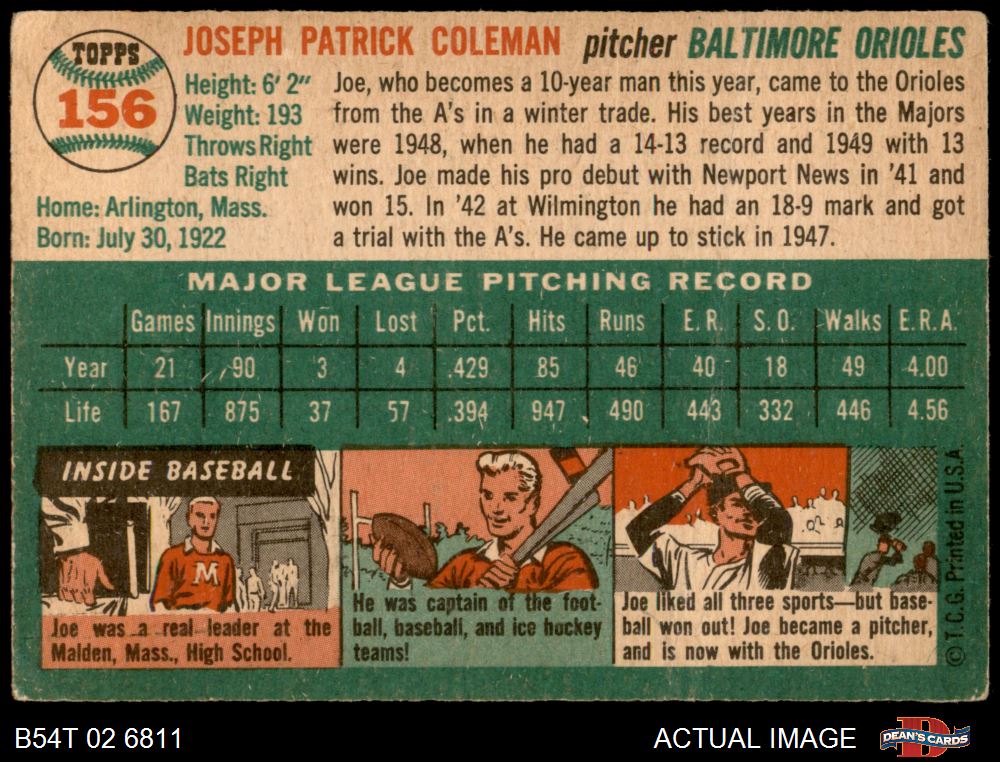 TOPPS
156
JOSEPH PATRICK COLEMAN pitcher BALTIMORE ORIOLES
Height: 6' 2"
Weight: 193
Throws Right
Bats Right
Home: Arlington, Mass.
Born: July 30, 1922
Joe, who becomes a 10-year man this year, came to the Orioles
from the A's in a winter trade. His best years in the Majors
were 1948, when he had a 14-13 record and 1949 with 13
wins. Joe made his pro debut with Newport News in '41 and
won 15. In '42 at Wilmington he had an 18-9 mark and got
a trial with the A's. He came up to stick in 1947.
MAJOR LEAGUE PITCHING RECORD
Games Innings Won Lost Pct. Hits Runs E.R. S.O. Walks E.R.A.
Year 21 90 3 4 .429 85 46 40 18 49 4.00
Life 167 875 37 57 .394 947 490 443 332 446 4.56
INSIDE BASEBALL
M
Joe was a real leader at the
Malden, Mass., High School.
He was captain of the foot-
ball, baseball, and ice hockey
teams!
Joe liked all three sports—but base-
ball won out! Joe became a pitcher,
and is now with the Orioles.
© T.C.G. Printed in U.S.A.
B54T 02 6811
ACTUAL IMAGE
D
DEAN'S CARDS